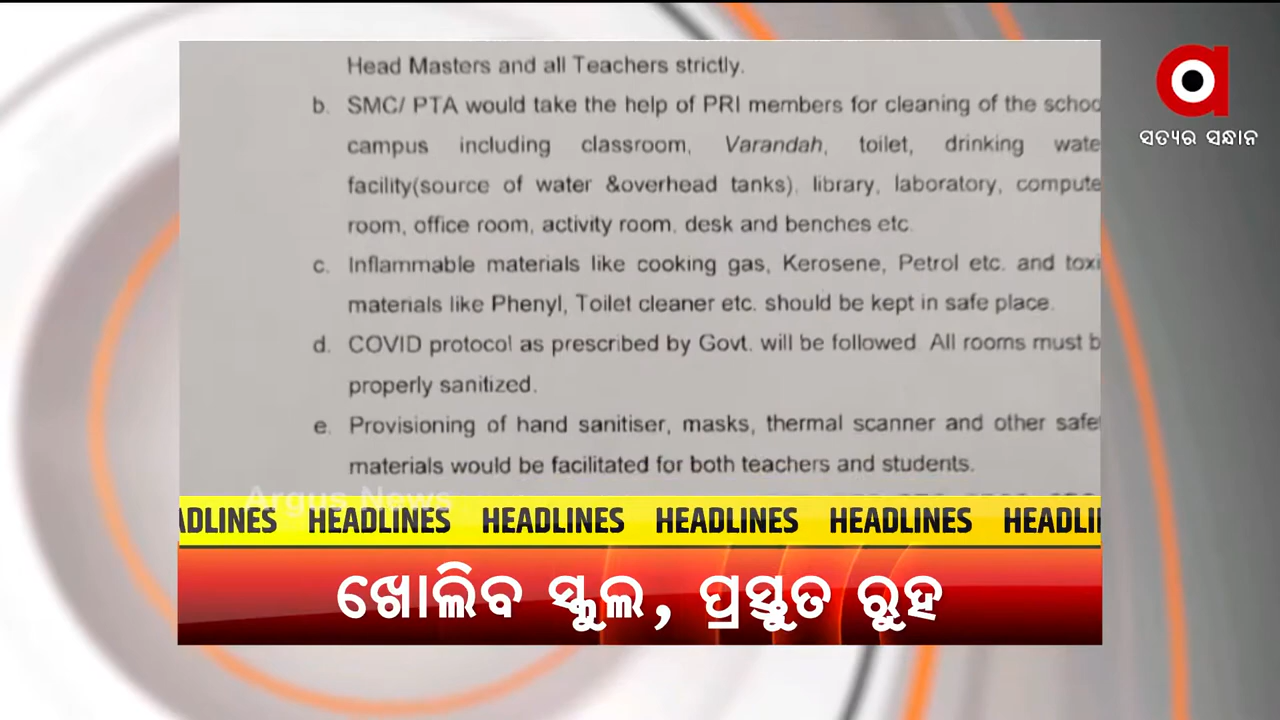 Head Masters and all Teachers strictly.
b. SMC/ PTA would take the help of PRI members for cleaning of the schoo
campus including classroom, Varandah, toilet, drinking wate
facility(source of water &overhead tanks), library, laboratory, compute
room, office room, activity room, desk and benches etc.
c. Inflammable materials like cooking gas, Kerosene, Petrol etc. and toxi
materials like Phenyl, Toilet cleaner etc. should be kept in safe place.
d. COVID protocol as prescribed by Govt. will be followed. All rooms must b
properly sanitized.
e. Provisioning of hand sanitiser, masks, thermal scanner and other safe
materials would be facilitated for both teachers and students.
ସତ୍ୟର ସନ୍ଧାନ
Argus News
ADLINES HEADLINES HEADLINES HEADLINES HEADLINES HEADLI
ଖୋଲିବ ସ୍କୁଲ, ପ୍ରସ୍ତୁତ ରୁହ